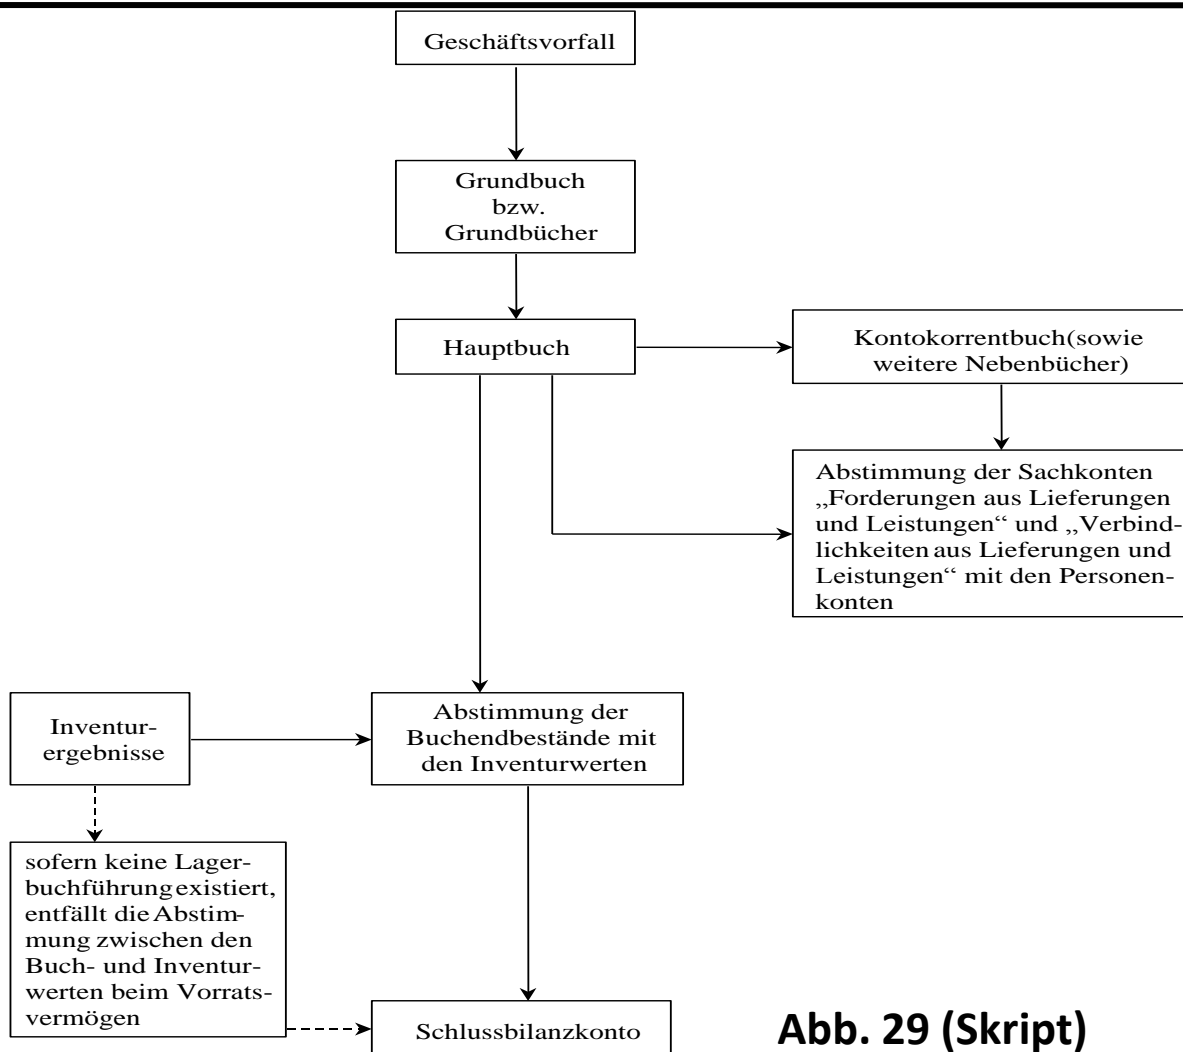 Geschäftsvorfall
Grundbuch
bzw.
Grundbücher
Hauptbuch
Kontokorrentbuch(sowie
weitere Nebenbücher)
Abstimmung der Sachkonten
„Forderungen aus Lieferungen
und Leistungen“ und „Verbind-
lichkeiten aus Lieferungen und
Leistungen“ mit den Personen-
konten
Inventur-
ergebnisse
Abstimmung der
Buchendbestände mit
den Inventurwerten
sofern keine Lager-
buchführung existiert,
entfällt die Abstim-
mung zwischen den
Buch- und Inventur-
werten beim Vorrats-
vermögen
Schlussbilanzkonto
Abb. 29 (Skript)